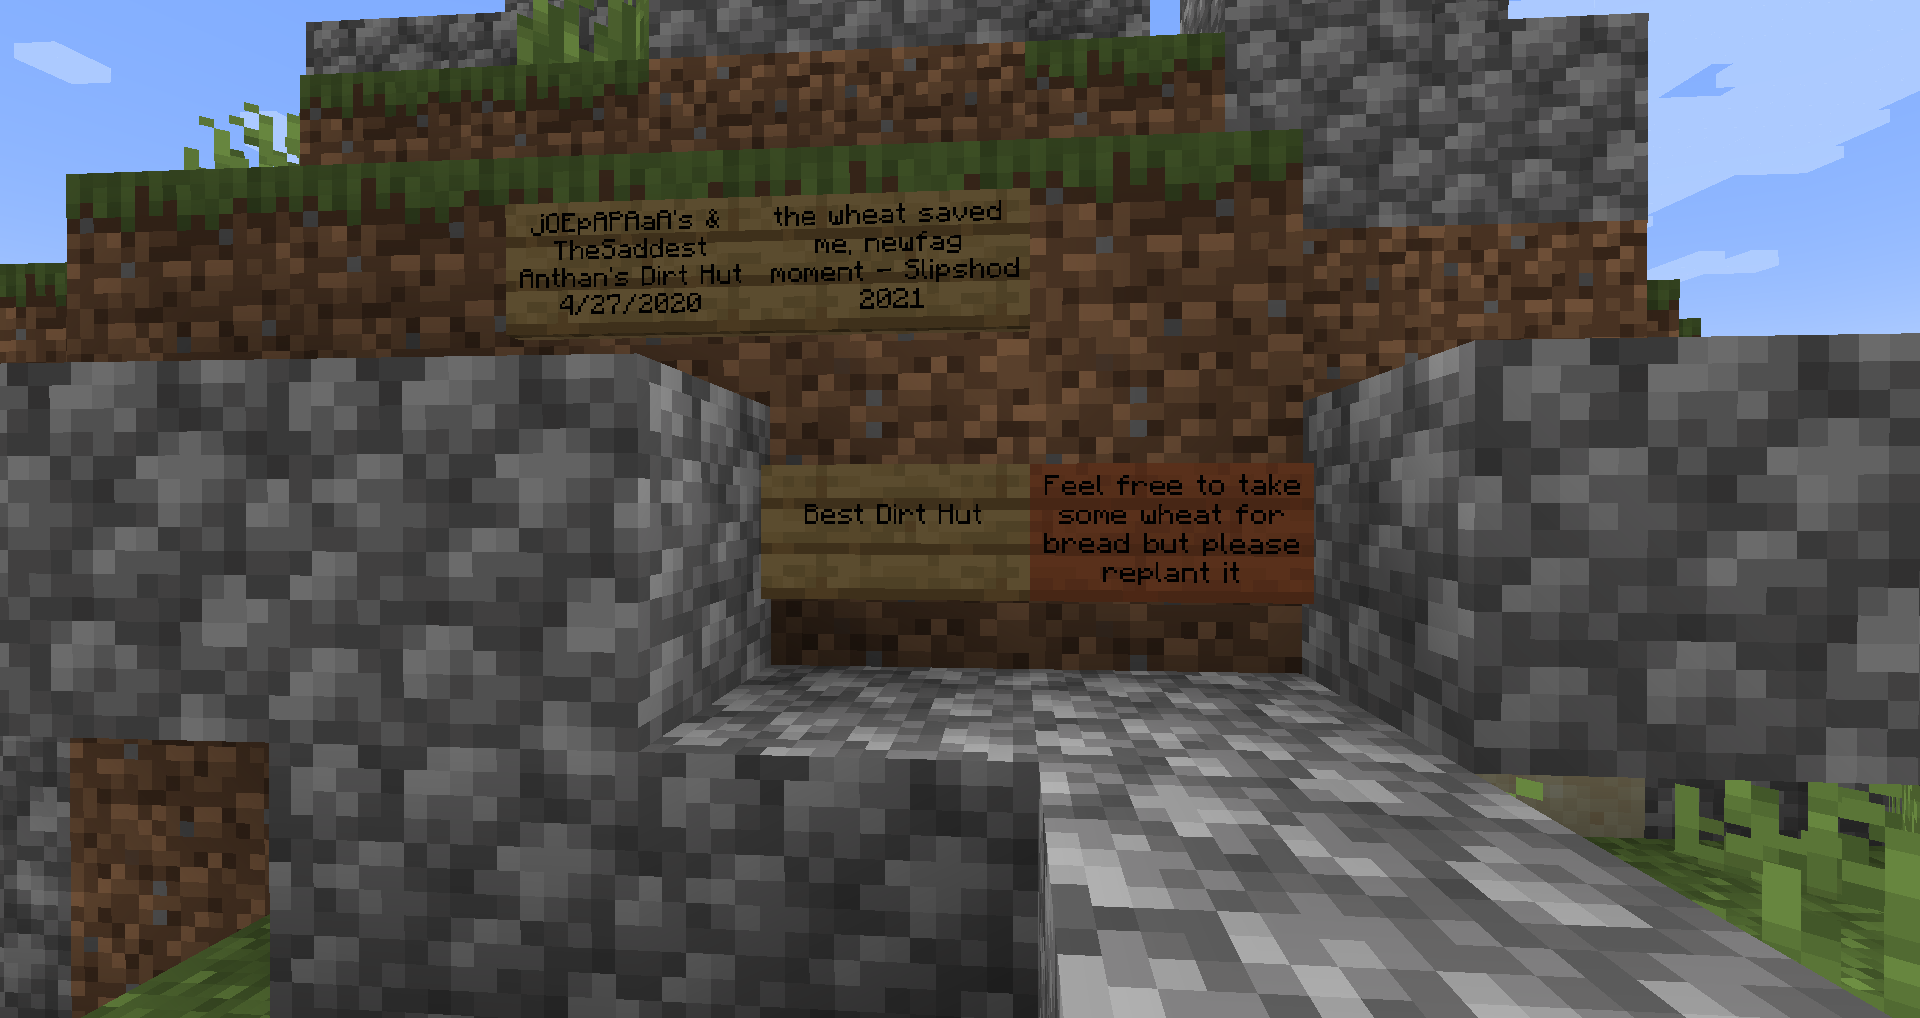 jOEpAPAaA's &
TheSaddest
Anthan's Dirt Hut
4/27/2020
the wheat saved
me, newfag
moment - Slipshod
2021
Best Dirt Hut
Feel free to take
some wheat for
bread but please
replant it